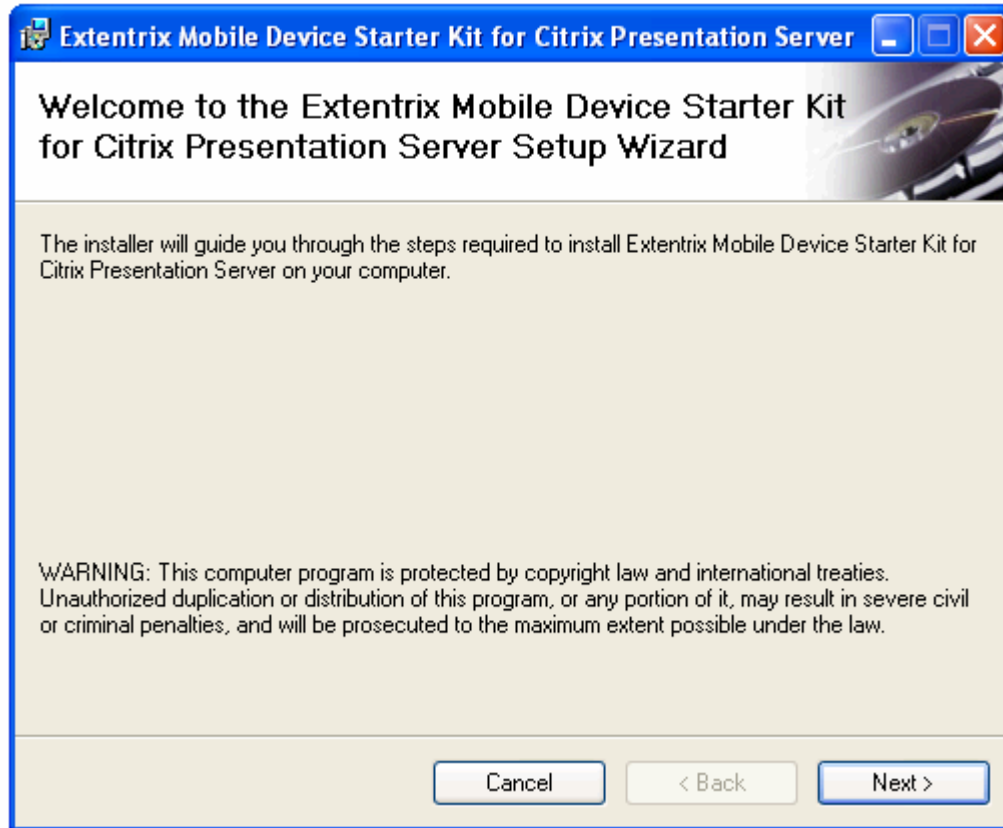 Extentrix Mobile Device Starter Kit for Citrix Presentation Server
Welcome to the Extentrix Mobile Device Starter Kit
for Citrix Presentation Server Setup Wizard
The installer will guide you through the steps required to install Extentrix Mobile Device Starter Kit for
Citrix Presentation Server on your computer.
WARNING: This computer program is protected by copyright law and international treaties.
Unauthorized duplication or distribution of this program, or any portion of it, may result in severe civil
or criminal penalties, and will be prosecuted to the maximum extent possible under the law.
Cancel
< Back
Next >